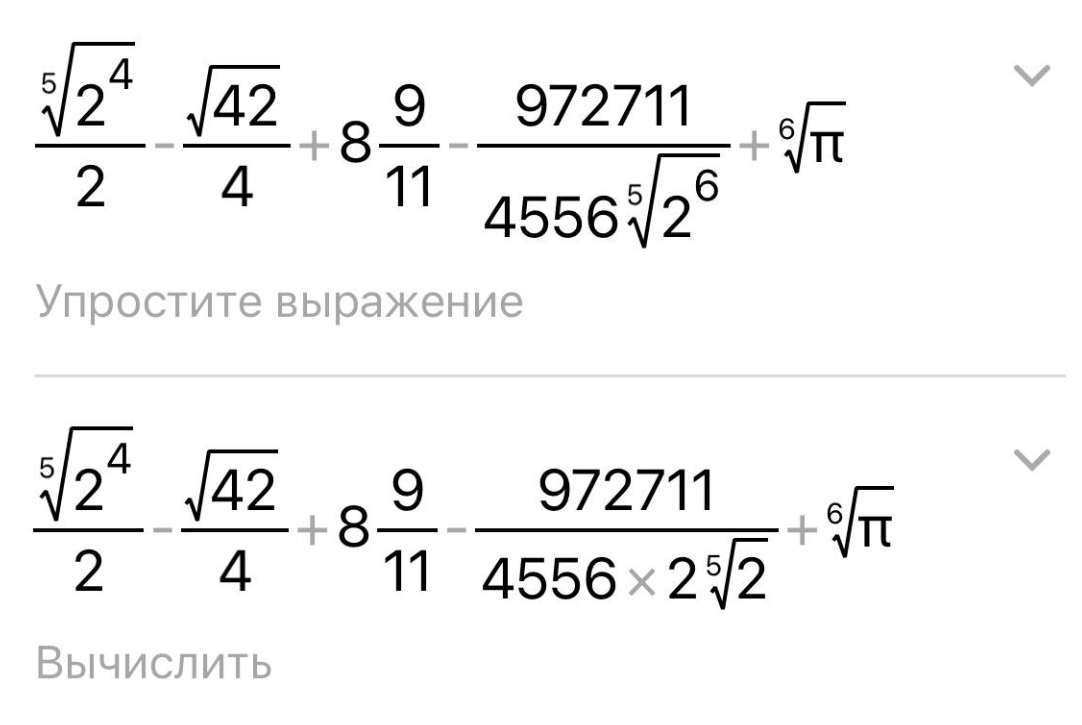 ⁵√2⁴/2 - √42/4 + 8 9/11 - 972711/4556 ⁵√2⁶ + ⁶√π
Упростите выражение
⁵√2⁴/2 - √42/4 + 8 9/11 - 972711/4556 × 2 ⁵√2 + ⁶√π
Вычислить